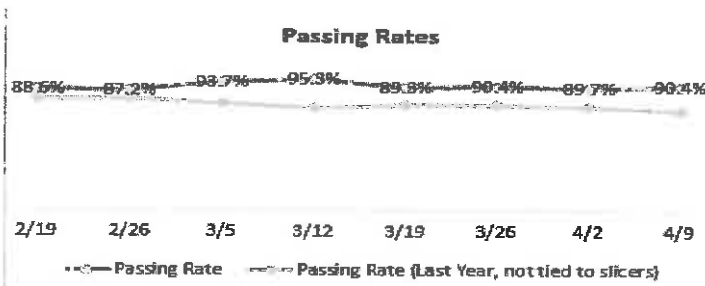 Passing Rates
88.6% 87.2% 93.7% 95.3% 89.3% 90.4% 89.7% 90.4%
2/19 2/26 3/5 3/12 3/19 3/26 4/2 4/9
Passing Rate Passing Rate (Last Year, not tied to slicers)